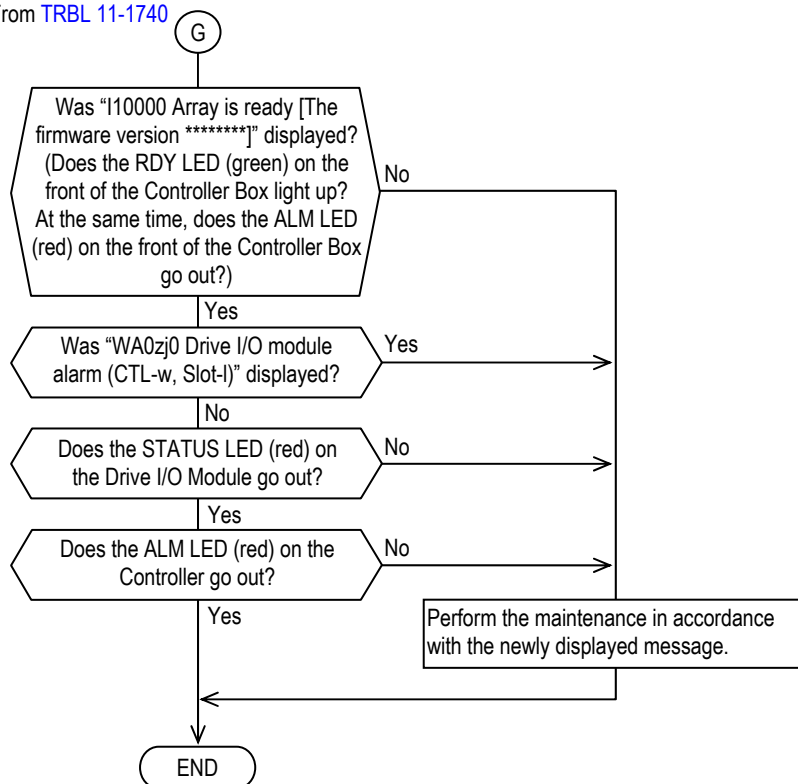 From TRBL 11-1740
G
Was “I10000 Array is ready [The
firmware version ********]” displayed?
(Does the RDY LED (green) on the
front of the Controller Box light up?
At the same time, does the ALM LED
(red) on the front of the Controller Box
go out?)
No
Yes
Was “WA0zj0 Drive I/O module
alarm (CTL-w, Slot-l)” displayed?
Yes
No
Does the STATUS LED (red) on
the Drive I/O Module go out?
No
Yes
Does the ALM LED (red) on the
Controller go out?
No
Yes
Perform the maintenance in accordance
with the newly displayed message.
END